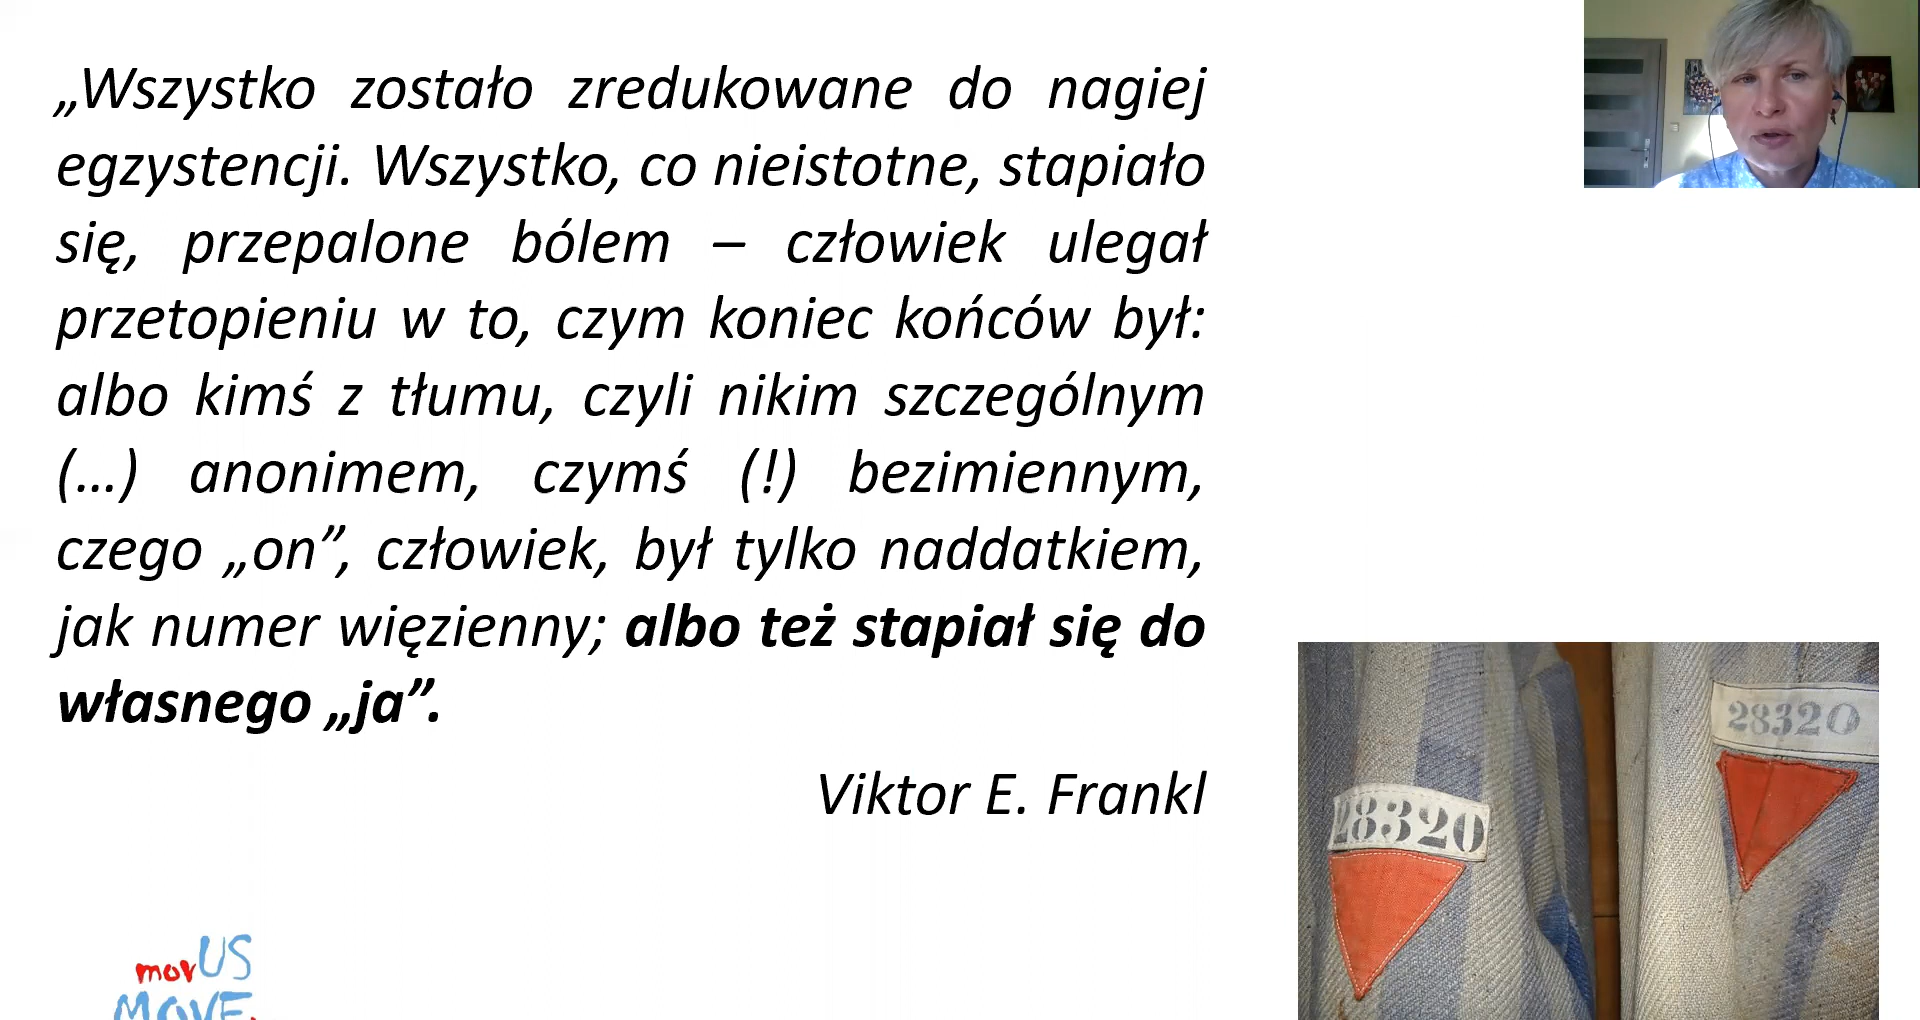 „Wszystko zostało zredukowane do nagiej
egzystencji. Wszystko, co nieistotne, stapiało
się, przepalone bólem – człowiek ulegał
przetopieniu w to, czym koniec końców był:
albo kimś z tłumu, czyli nikim szczególnym
(…) anonimem, czymś (!) bezimiennym,
czego „on”, człowiek, był tylko naddatkiem,
jak numer więzienny; albo też stapiał się do
własnego „ja”.
Viktor E. Frankl
28320
28320
morUS
MOVE